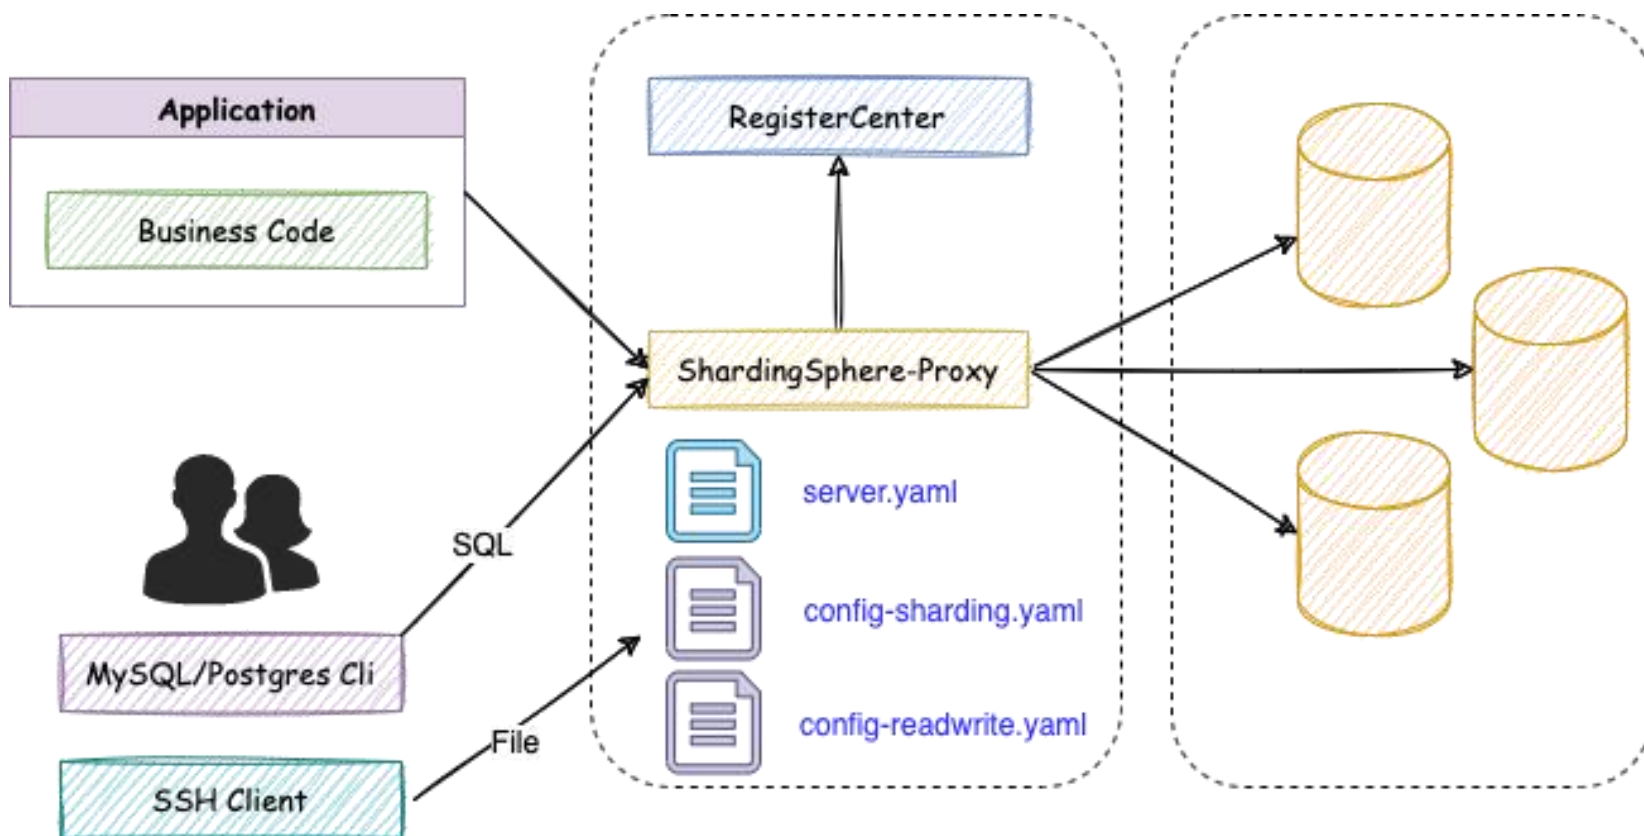 Application
Business Code
RegisterCenter
ShardingSphere-Proxy
server.yaml
config-sharding.yaml
config-readwrite.yaml
SQL
MySQL/Postgres Cli
File
SSH Client